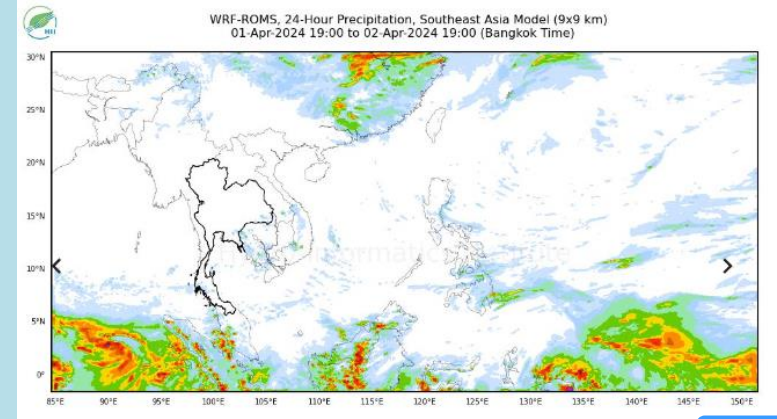 WRF-ROMS, 24-Hour Precipitation, Southeast Asia Model (9x9 km)
01-Apr-2024 19:00 to 02-Apr-2024 19:00 (Bangkok Time)
HII
30°N
25°N
20°N
15°N
10°N
5°N
0°
85°E 90°E 95°E 100°E 105°E 110°E 115°E 120°E 125°E 130°E 135°E 140°E 145°E 150°E